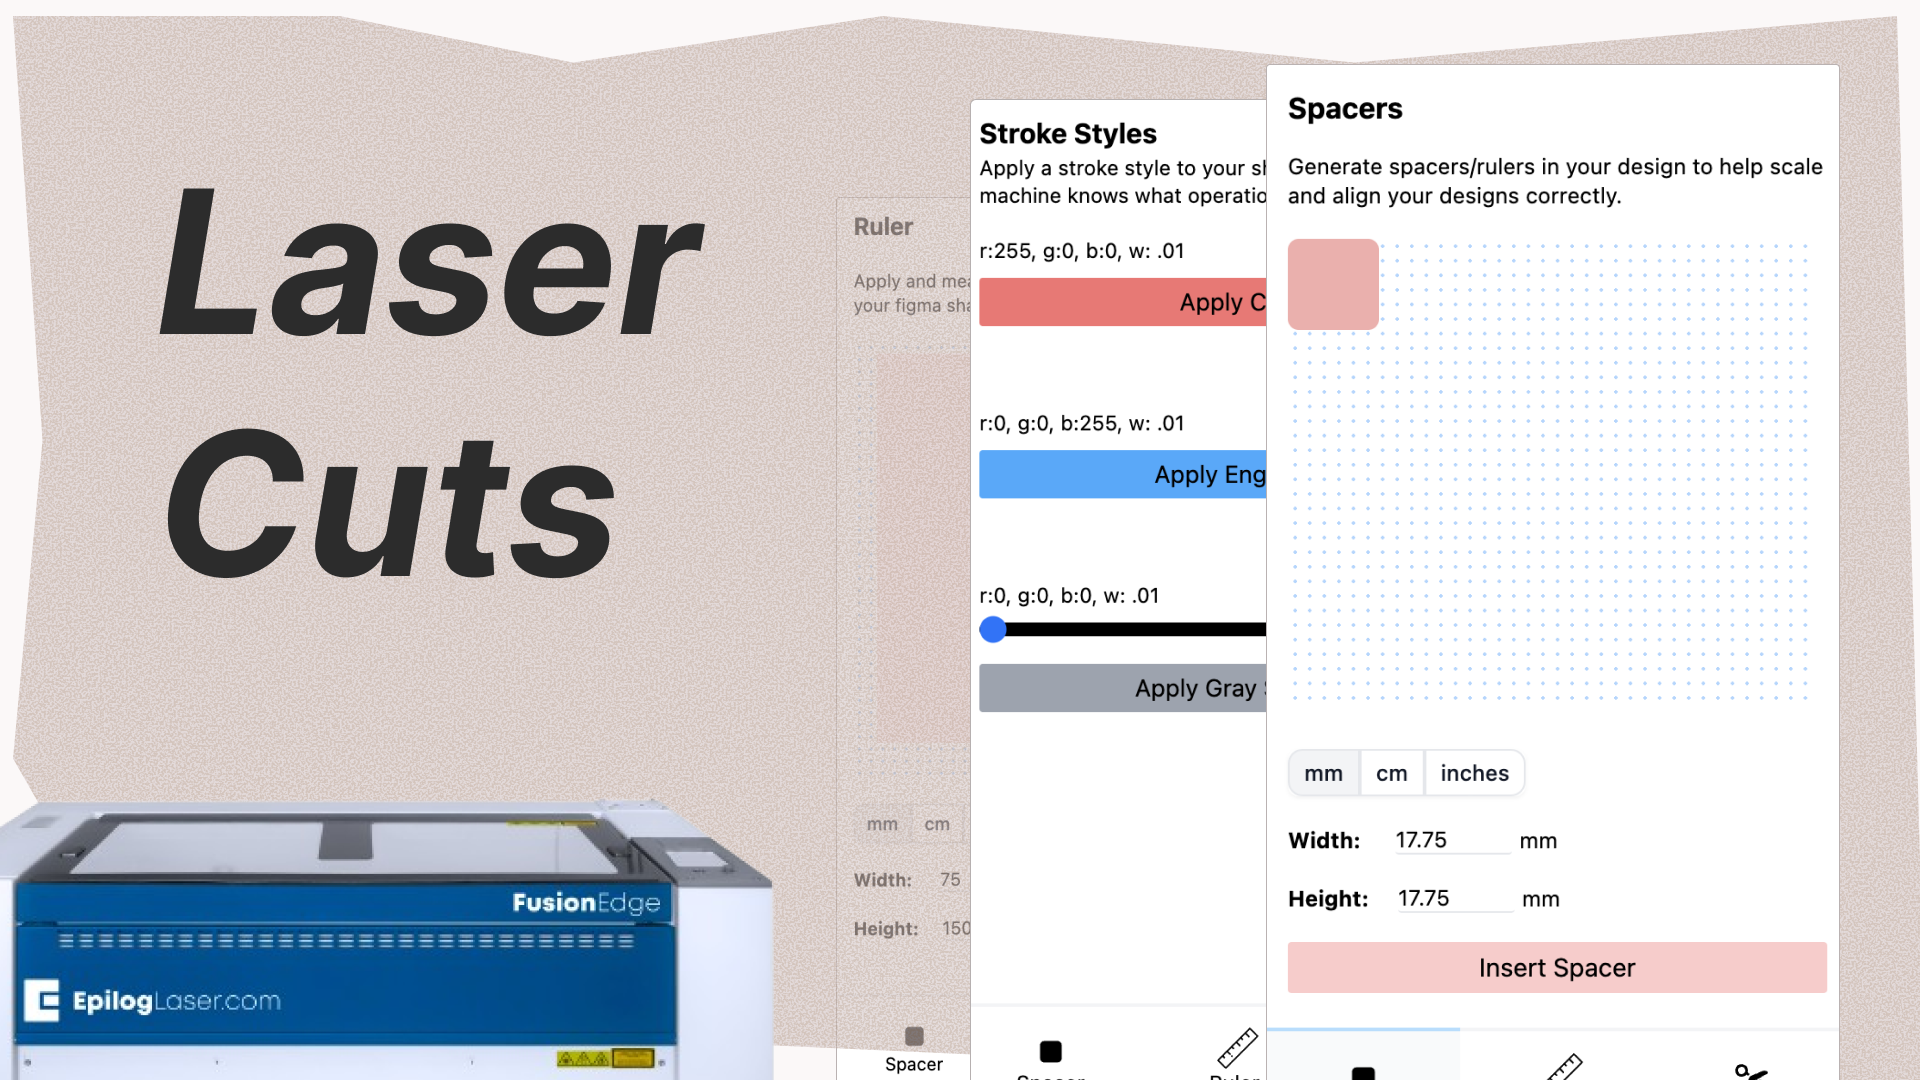 Laser
Cuts
FusionEdge
EpilogLaser.com
Ruler
Apply and mea
your figma sha
mm
cm
Width: 75
Height: 150
Spacer
Stroke Styles
Apply a stroke style to your sh
machine knows what operatio
r:255, g:0, b:0, w: .01
Apply C
r:0, g:0, b:255, w: .01
Apply Eng
r:0, g:0, b:0, w: .01
Apply Gray
Spacer
Ruler
Spacers
Generate spacers/rulers in your design to help scale
and align your designs correctly.
mm
cm
inches
Width: 17.75 mm
Height: 17.75 mm
Insert Spacer